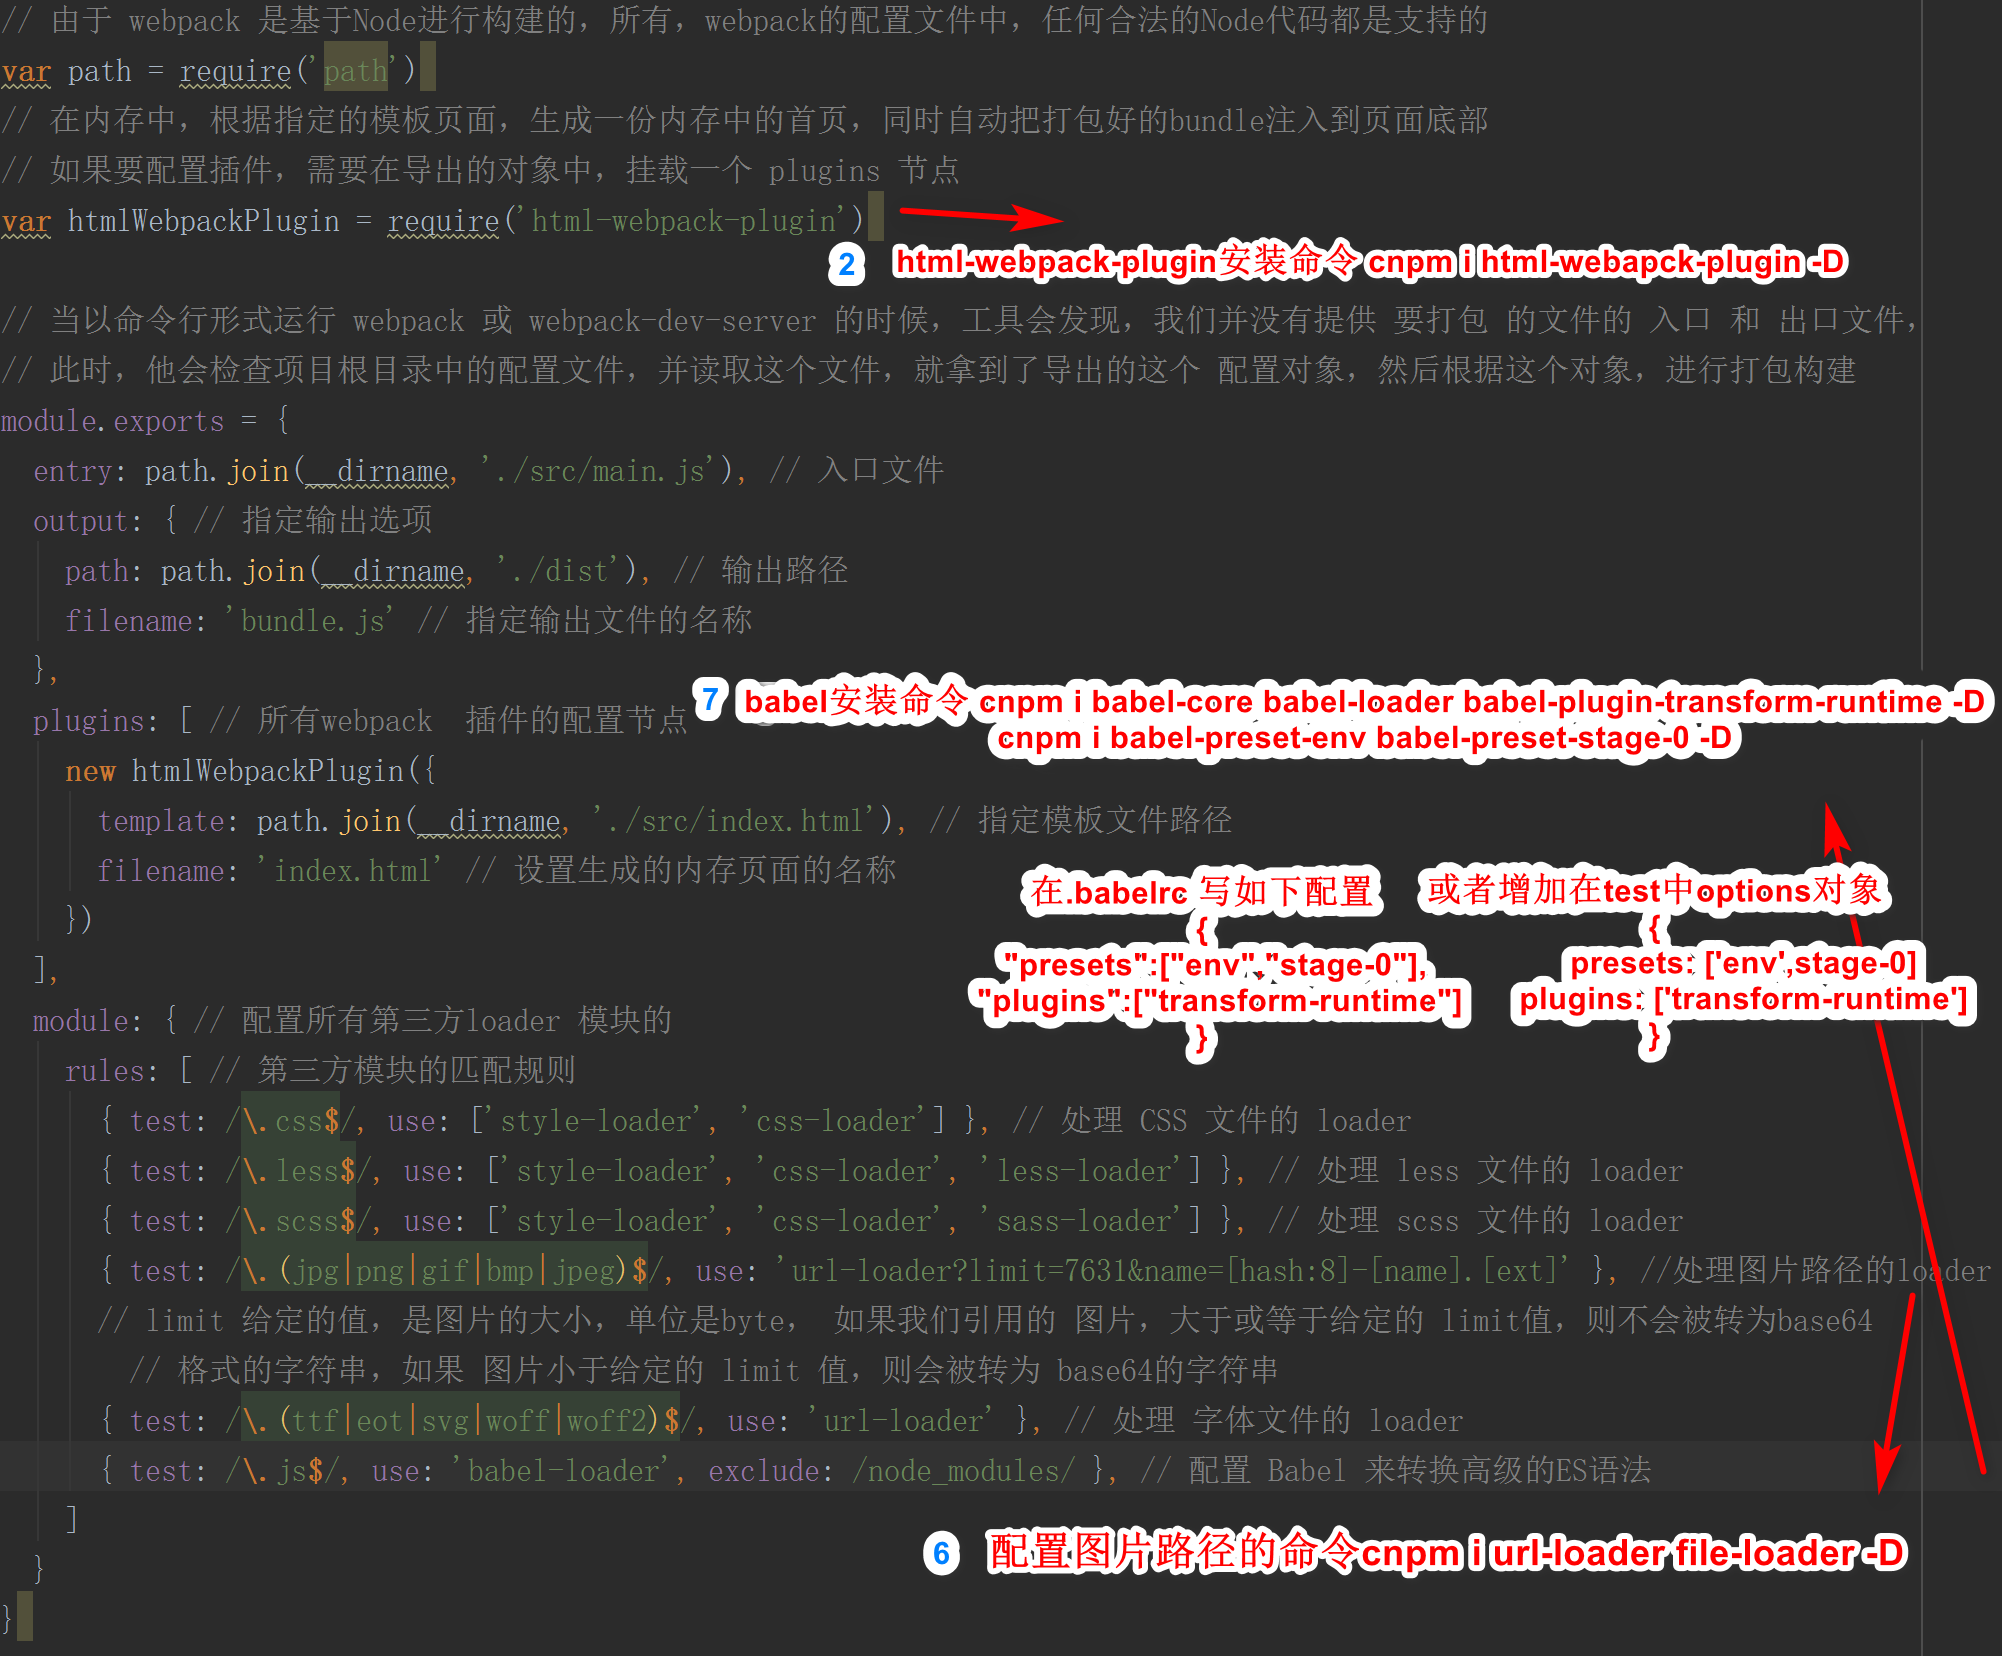 // 由于 webpack 是基于Node进行构建的，所有，webpack的配置文件中，任何合法的Node代码都是支持的
var path = require('path')
// 在内存中，根据指定的模板页面，生成一份内存中的首页，同时自动把打包好的bundle注入到页面底部
// 如果要配置插件，需要在导出的对象中，挂载一个 plugins 节点
var htmlWebpackPlugin = require('html-webpack-plugin')
2 html-webpack-plugin安装命令 cnpm i html-webapck-plugin -D
// 当以命令行形式运行 webpack 或 webpack-dev-server 的时候，工具会发现，我们并没有提供 要打包 的文件的 入口 和 出口文件，
// 此时，他会检查项目根目录中的配置文件，并读取这个文件，就拿到了导出的这个 配置对象，然后根据这个对象，进行打包构建
module.exports = {
entry: path.join(__dirname, './src/main.js'), // 入口文件
output: { // 指定输出选项
path: path.join(__dirname, './dist'), // 输出路径
filename: 'bundle.js' // 指定输出文件的名称
},
7 babel安装命令 cnpm i babel-core babel-loader babel-plugin-transform-runtime -D
plugins: [ // 所有webpack  插件的配置节点
cnpm i babel-preset-env babel-preset-stage-0 -D
new htmlWebpackPlugin({
template: path.join(__dirname, './src/index.html'), // 指定模板文件路径
filename: 'index.html' // 设置生成的内存页面的名称
})
],
在.babelrc 写如下配置
{
"presets":["env","stage-0"],
"plugins":["transform-runtime"]
}
或者增加在test中options对象
{
presets: ['env',stage-0]
plugins: ['transform-runtime']
}
module: { // 配置所有第三方loader 模块的
rules: [ // 第三方模块的匹配规则
{ test: /\.css$/, use: ['style-loader', 'css-loader'] }, // 处理 CSS 文件的 loader
{ test: /\.less$/, use: ['style-loader', 'css-loader', 'less-loader'] }, // 处理 less 文件的 loader
{ test: /\.scss$/, use: ['style-loader', 'css-loader', 'sass-loader'] }, // 处理 scss 文件的 loader
{ test: /\.(jpg|png|gif|bmp|jpeg)$/, use: 'url-loader?limit=7631&name=[hash:8]-[name].[ext]' }, //处理图片路径的loader
// limit 给定的值，是图片的大小，单位是byte， 如果我们引用的 图片，大于或等于给定的 limit值，则不会被转为base64
// 格式的字符串，如果 图片小于给定的 limit 值，则会被转为 base64的字符串
{ test: /\.(ttf|eot|svg|woff|woff2)$/, use: 'url-loader' }, // 处理 字体文件的 loader
{ test: /\.js$/, use: 'babel-loader', exclude: /node_modules/ }, // 配置 Babel 来转换高级的ES语法
]
6 配置图片路径的命令cnpm i url-loader file-loader -D
}
}